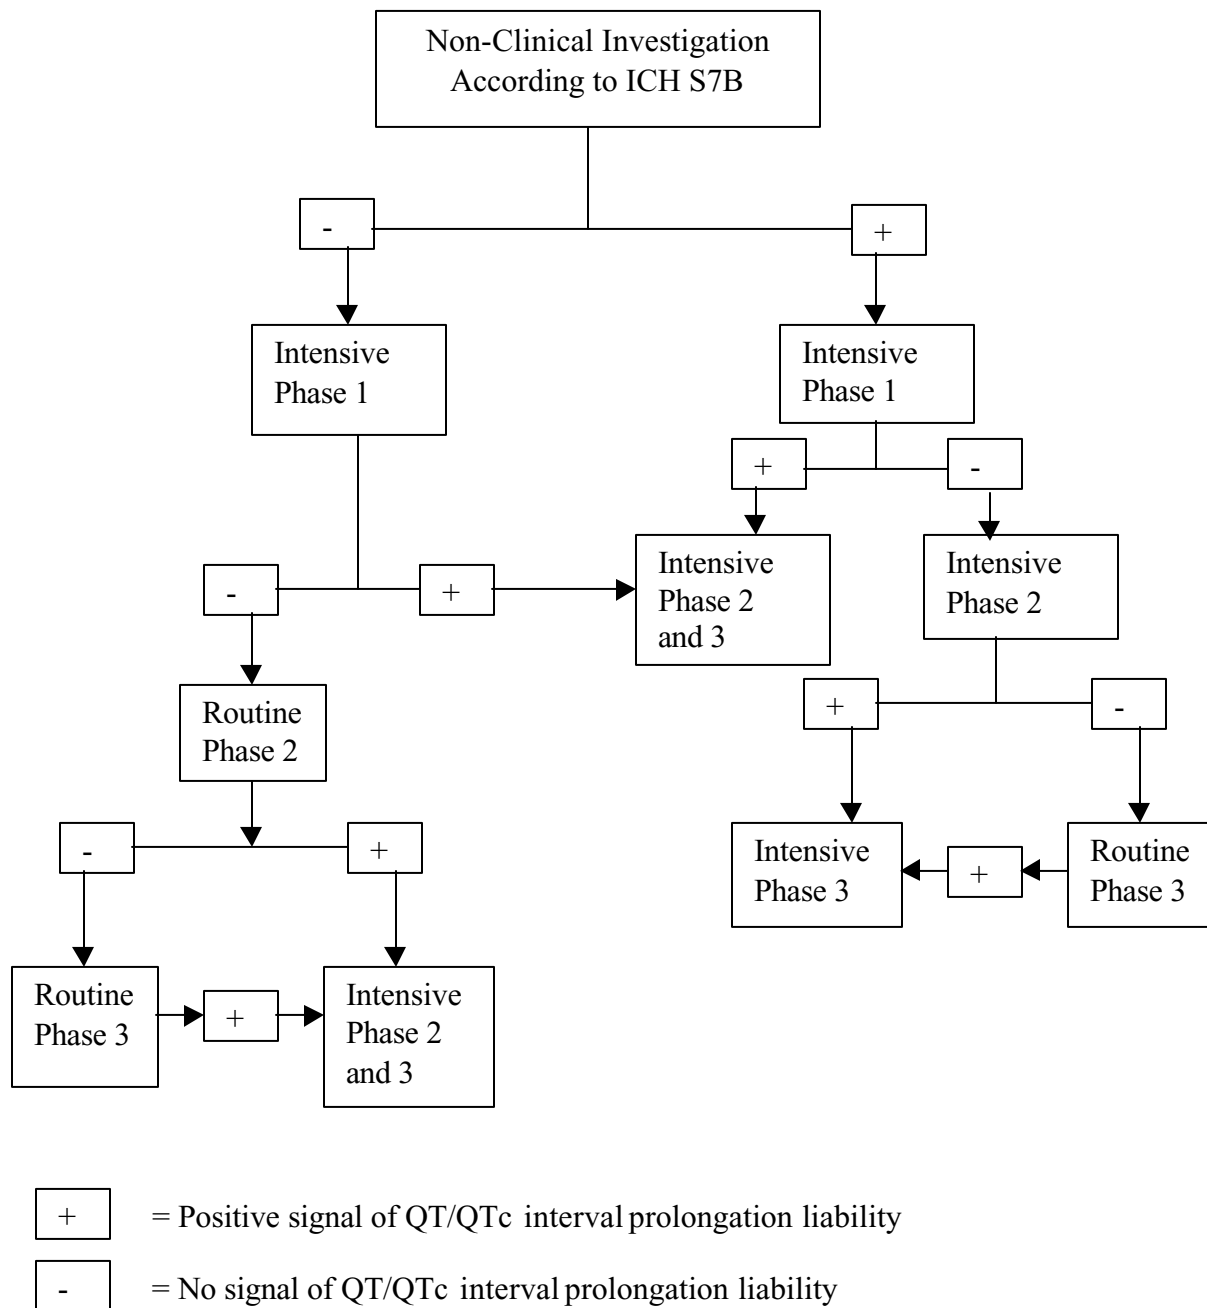 Non-Clinical Investigation
According to ICH S7B
-
+
Intensive
Phase 1
Intensive
Phase 1
+
-
Intensive
Phase 2
and 3
Intensive
Phase 2
-
+
Routine
Phase 2
+
-
-
+
Intensive
Phase 3
+
Routine
Phase 3
Routine
Phase 3
+
Intensive
Phase 2
and 3
+ = Positive signal of QT/QTc interval prolongation liability
- = No signal of QT/QTc interval prolongation liability